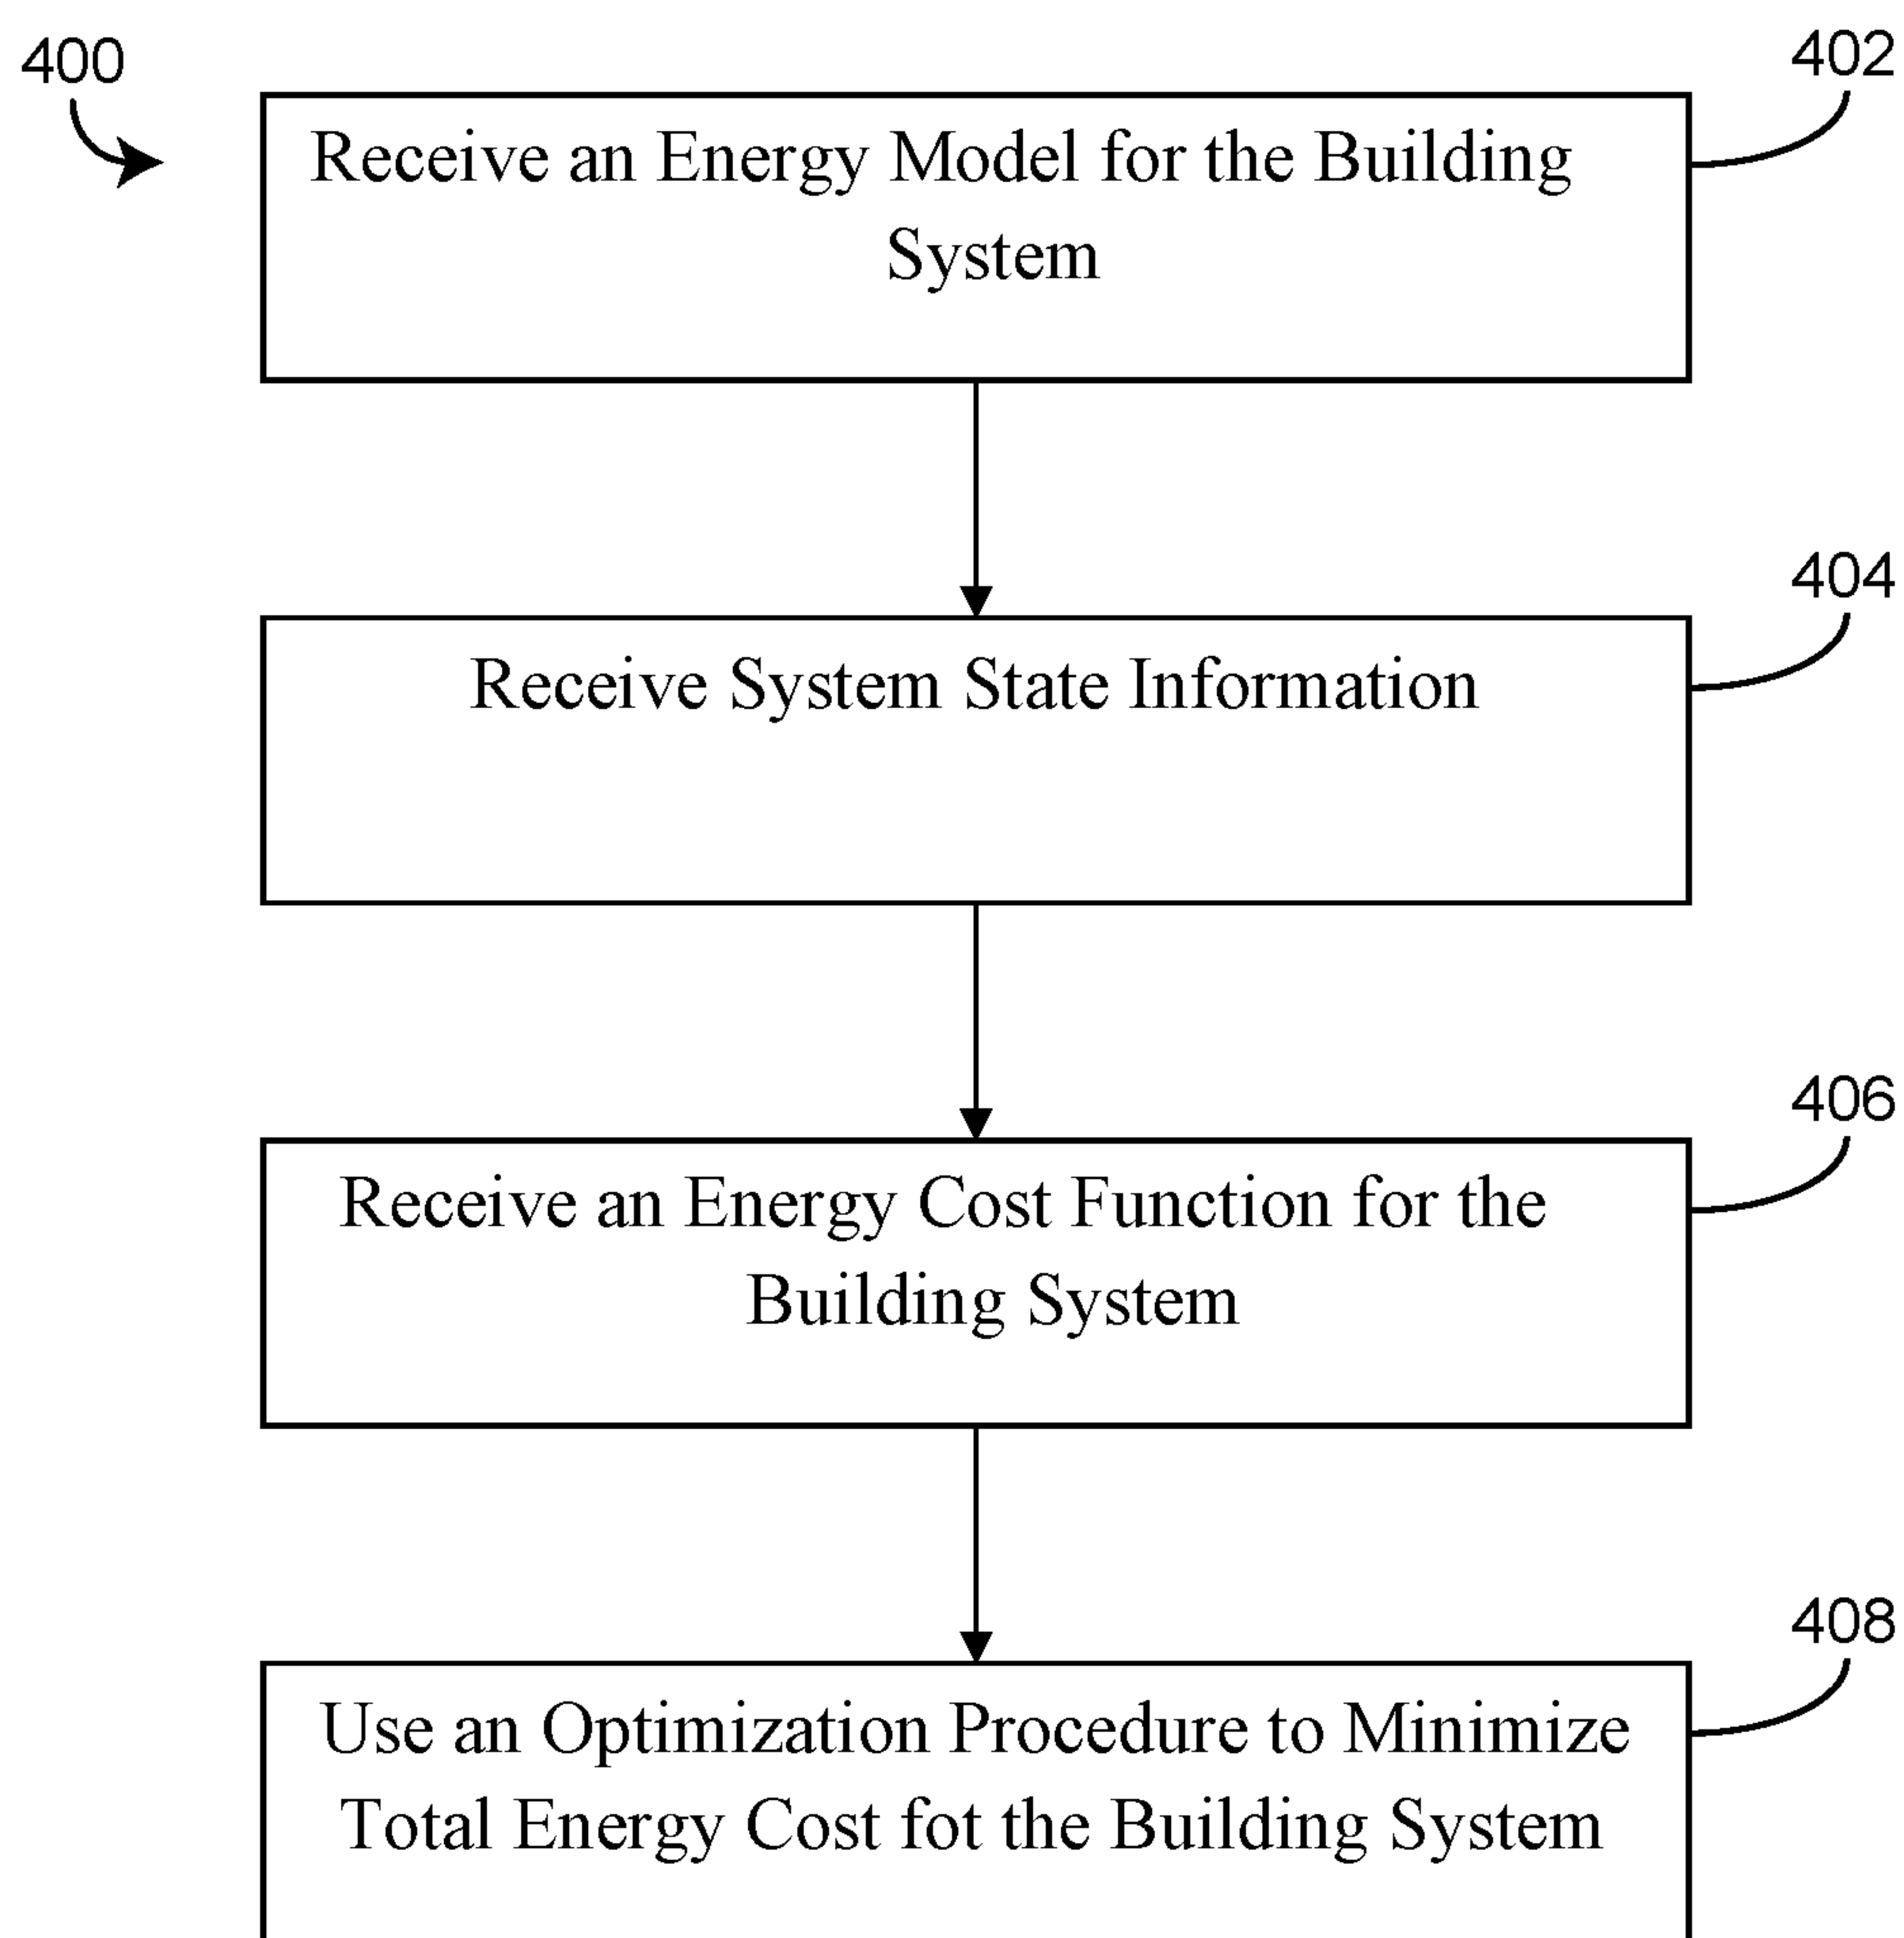 400
402
Receive an Energy Model for the Building
System
404
Receive System State Information
406
Receive an Energy Cost Function for the
Building System
408
Use an Optimization Procedure to Minimize
Total Energy Cost fot the Building System